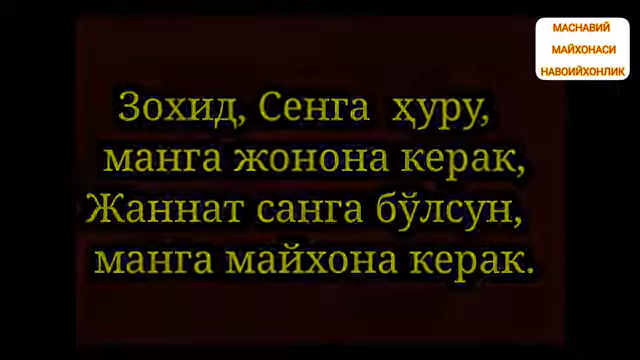 МАСНАВИЙ
МАЙХОНАСИ
НАВОИЙХОНЛИК
Зохид, Сенга ҳуру,
манга жонона керак,
Жаннат санга бўлсун,
манга майхона керак.